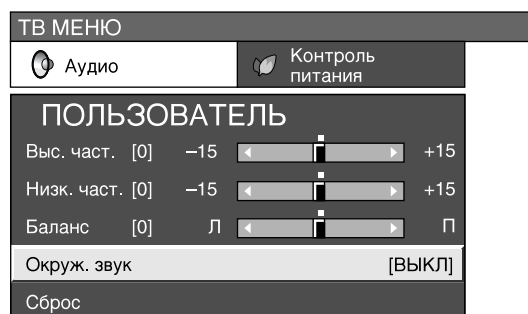 ТВ МЕНЮ
Аудио
Контроль
питания
ПОЛЬЗОВАТЕЛЬ
Выс. част. [0] –15 +15
Низк. част. [0] –15 +15
Баланс [0] Л П
Окруж. звук [ВЫКЛ]
Сброс